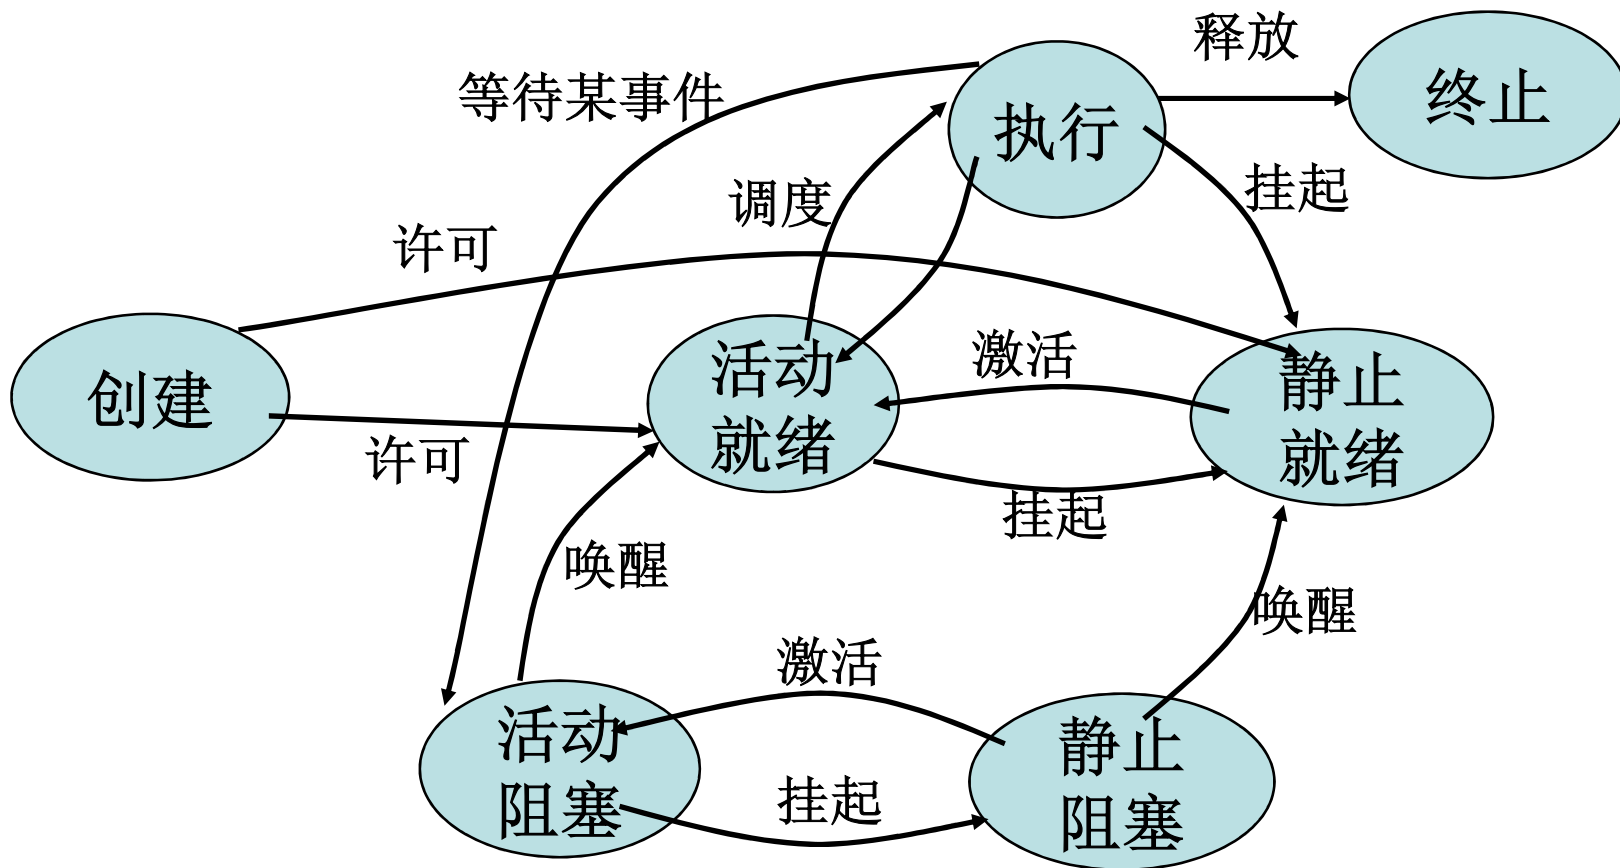 释放
等待某事件
执行
终止
调度
挂起
许可
创建
活动
就绪
激活
静止
就绪
许可
挂起
唤醒
唤醒
激活
活动
阻塞
静止
阻塞
挂起